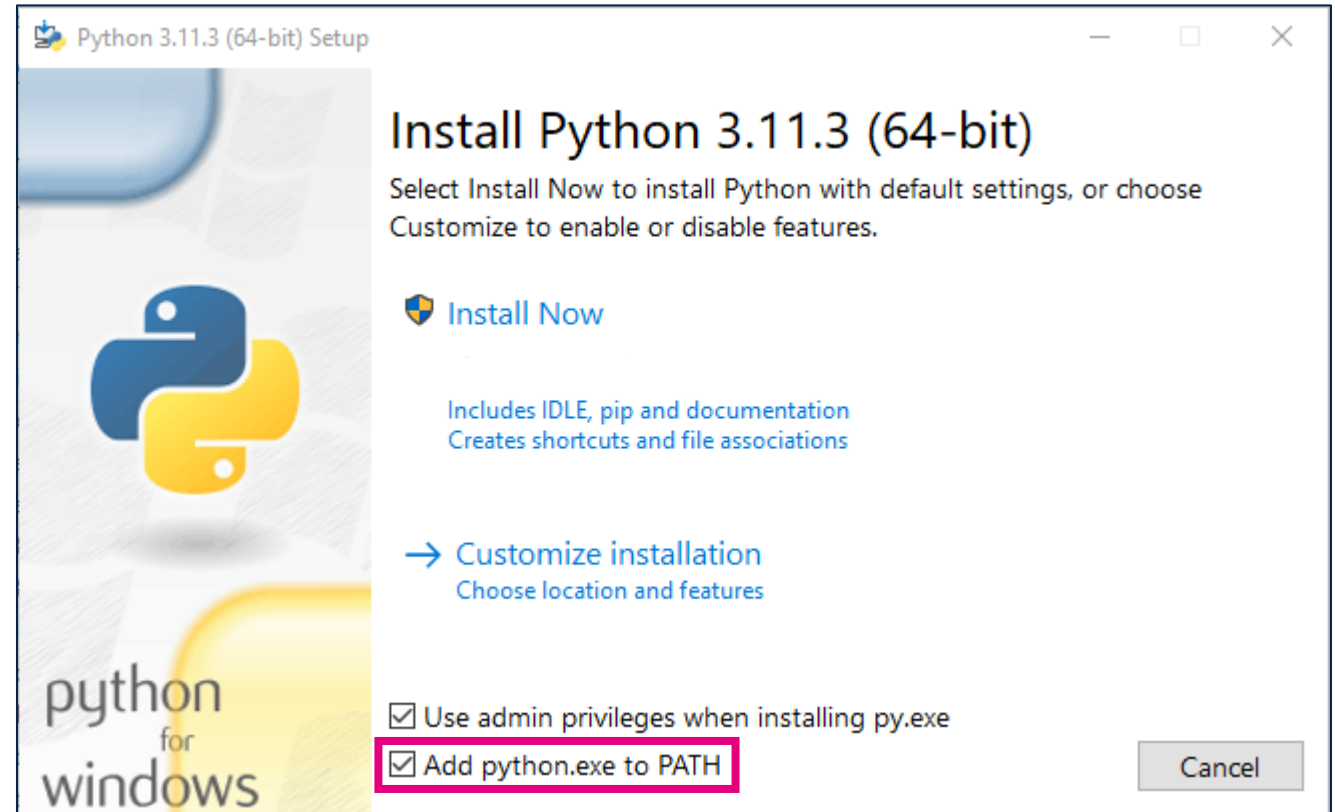 Python 3.11.3 (64-bit) Setup
Install Python 3.11.3 (64-bit)
Select Install Now to install Python with default settings, or choose
Customize to enable or disable features.
Install Now
Includes IDLE, pip and documentation
Creates shortcuts and file associations
Customize installation
Choose location and features
Use admin privileges when installing py.exe
Add python.exe to PATH
Cancel
python
for
windows